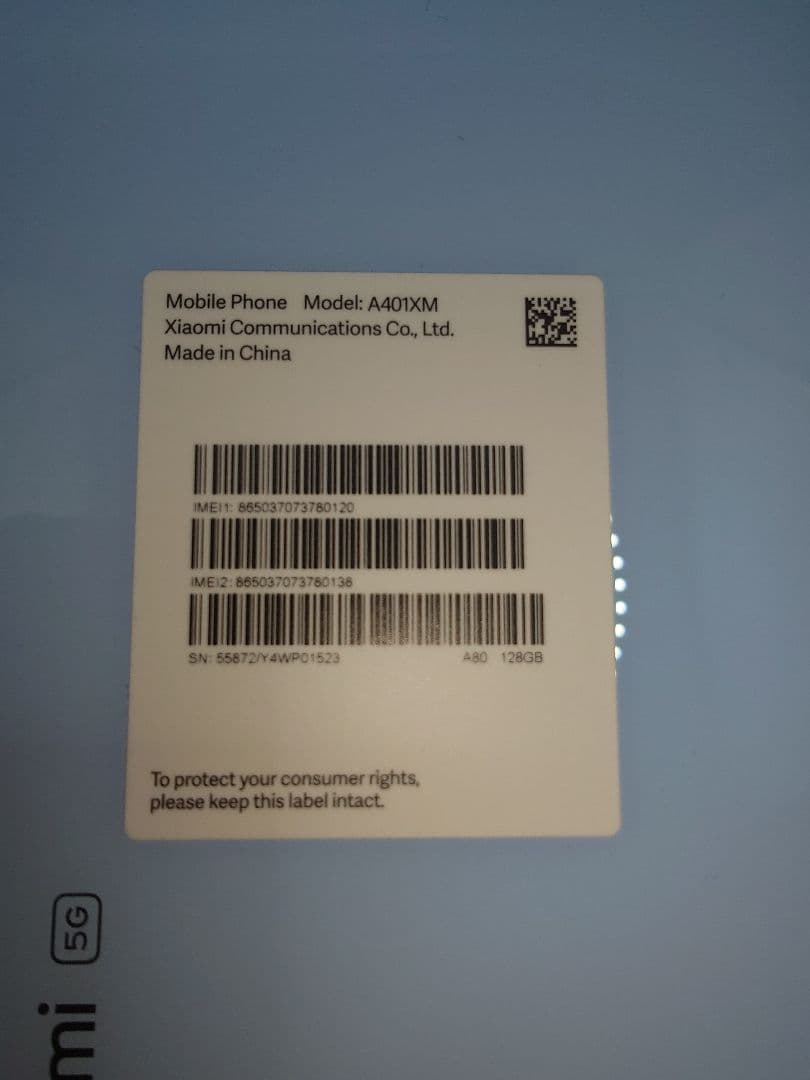 Mobile Phone Model: A401XM
Xiaomi Communications Co., Ltd.
Made in China
IMEI1: 865037073780120
IMEI2: 865037073780138
SN: 55872/Y4WP01523 A80 128GB
To protect your consumer rights,
please keep this label intact.
mi 5G